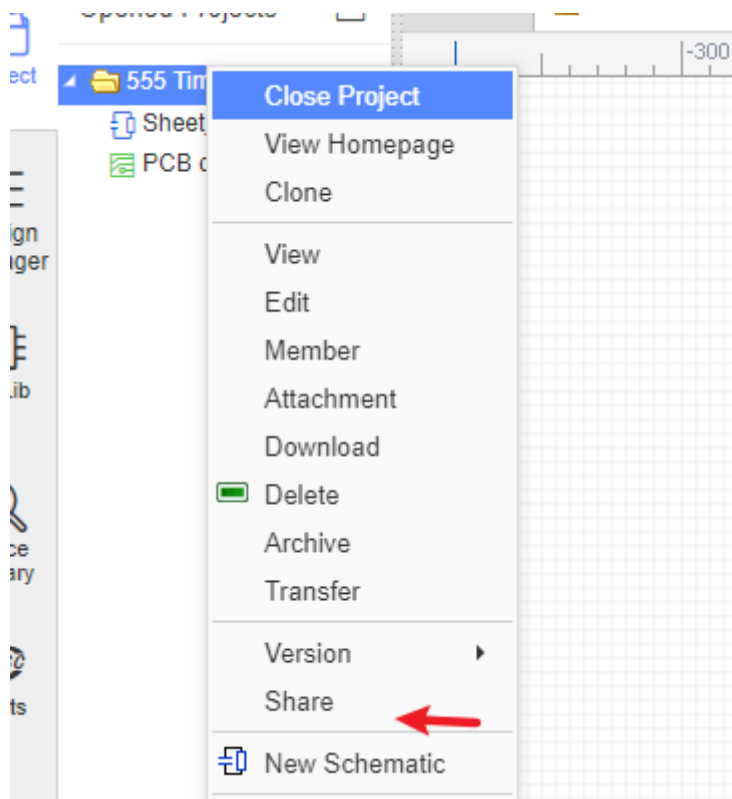 Opened Projects
-300
ect
555 Tim
Close Project
Sheet
View Homepage
PCB
Clone
ign
ager
View
Edit
Member
.ib
Attachment
Download
Delete
ce
Archive
ary
Transfer
Version
Share
ts
New Schematic